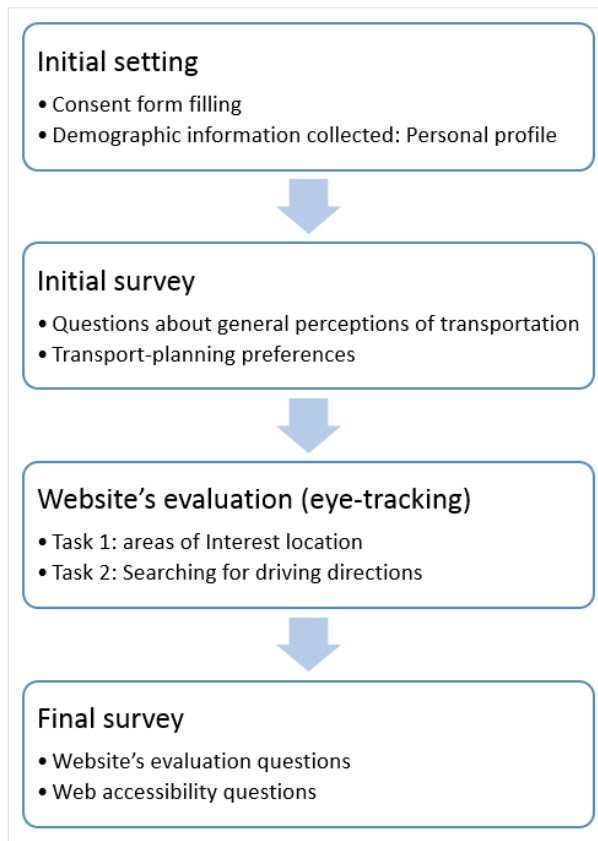 Initial setting
• Consent form filling
• Demographic information collected: Personal profile
Initial survey
• Questions about general perceptions of transportation
• Transport-planning preferences
Website’s evaluation (eye-tracking)
• Task 1: areas of Interest location
• Task 2: Searching for driving directions
Final survey
• Website’s evaluation questions
• Web accessibility questions